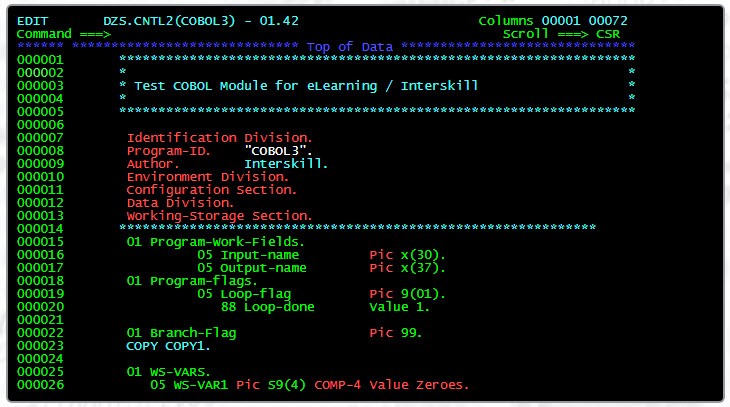 EDIT       DZS.CNTL2(COBOL3) - 01.42                  Columns 00001 00072
Command ===>                                          Scroll ===> CSR
****** *************************** Top of Data ******************************
000001       ******************************************************************
000002       *                                                                *
000003       * Test COBOL Module for eLearning / Interskill                   *
000004       *                                                                *
000005       ******************************************************************
000006
000007        Identification Division.
000008        Program-ID.    "COBOL3".
000009        Author.        Interskill.
000010        Environment Division.
000011        Configuration Section.
000012        Data Division.
000013        Working-Storage Section.
000014       *************************************************************
000015        01 Program-Work-Fields.
000016                 05 Input-name         Pic x(30).
000017                 05 Output-name        Pic x(37).
000018        01 Program-flags.
000019                 05 Loop-flag          Pic 9(01).
000020                    88 Loop-done       Value 1.
000021
000022        01 Branch-Flag                 Pic 99.
000023        COPY COPY1.
000024
000025        01 WS-VARS.
000026           05 WS-VAR1 Pic S9(4) COMP-4 Value Zeroes.